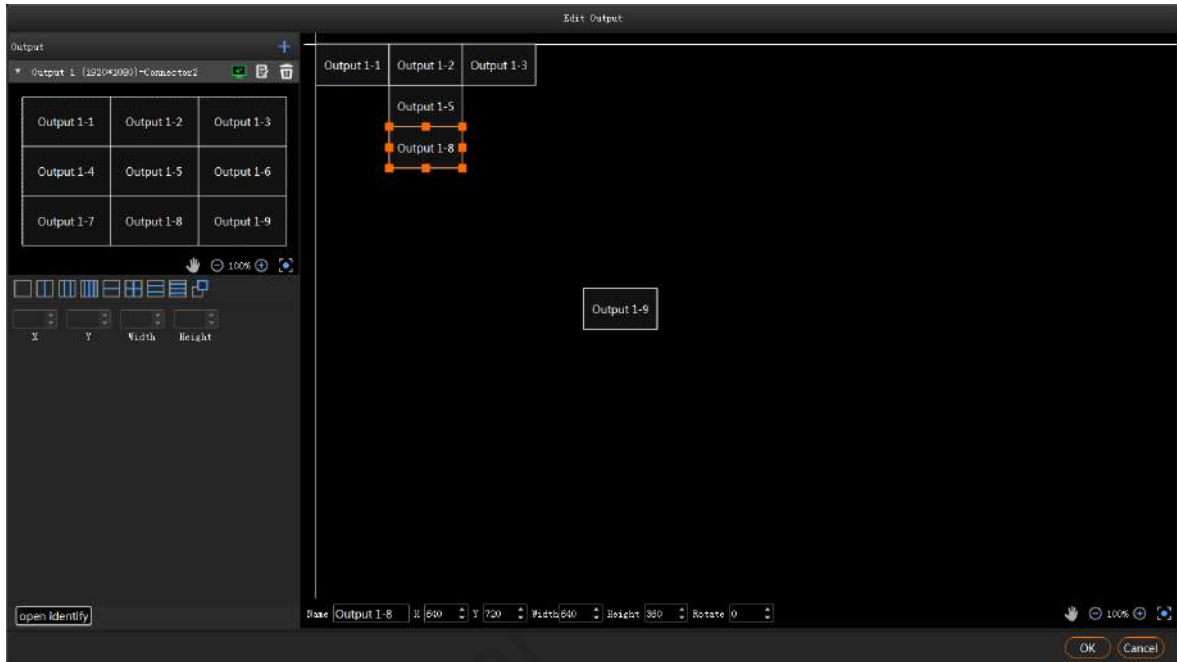 Edit Output
Output
Output 1 (1920*1080)-Connector2
Output 1-1 Output 1-2 Output 1-3
Output 1-4 Output 1-5 Output 1-6
Output 1-7 Output 1-8 Output 1-9
100%
X Y Width Height
open identify
Output 1-1 Output 1-2 Output 1-3
Output 1-5
Output 1-8
Output 1-9
Name Output 1-8 X 640 Y 720 Width 640 Height 360 Rotate 0
100%
OK Cancel